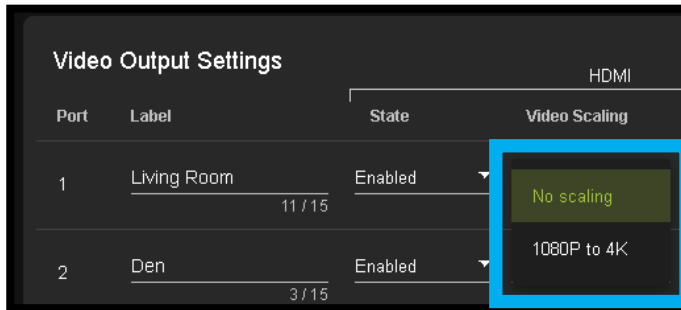 Video Output Settings
HDMI
Port Label State Video Scaling
1 Living Room Enabled No scaling
11 / 15
1080P to 4K
2 Den Enabled
3 / 15